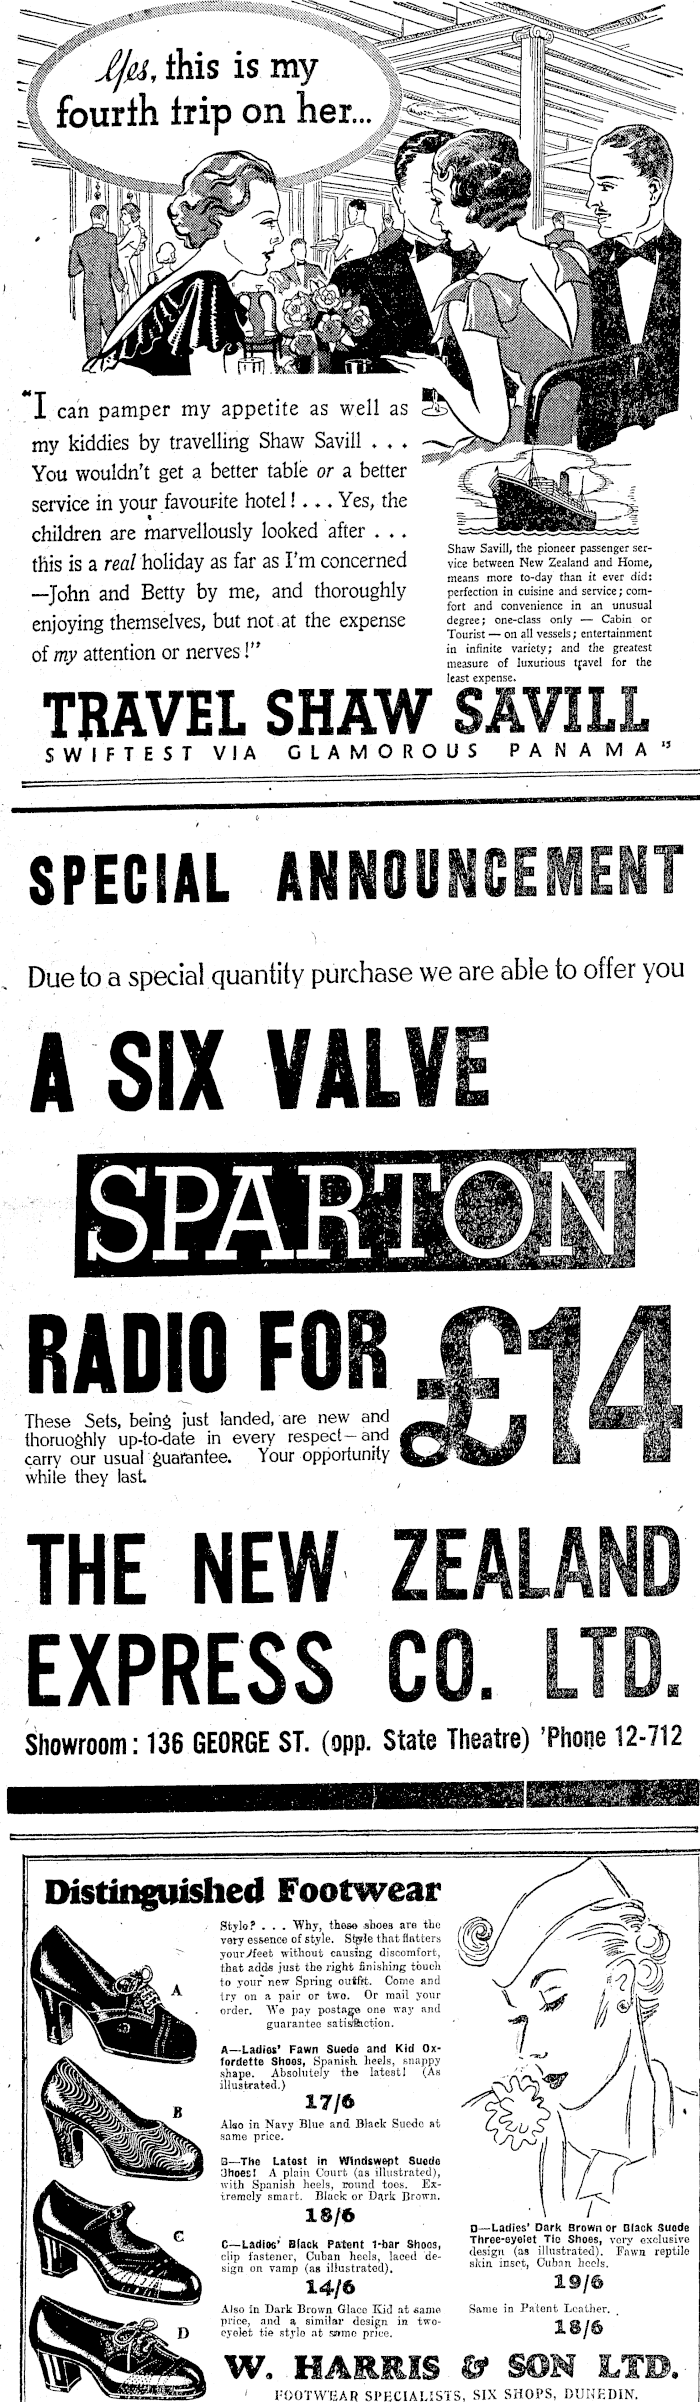 Yes, this is my
fourth trip on her...
"I can pamper my appetite as well as
my kiddies by travelling Shaw Savill . . .
You wouldn't get a better table or a better
service in your favourite hotel! . . . Yes, the
children are marvellously looked after . . .
this is a real holiday as far as I'm concerned
—John and Betty by me, and thoroughly
enjoying themselves, but not at the expense
of my attention or nerves!"
Shaw Savill, the pioneer passenger ser-
vice between New Zealand and Home,
means more to-day than it ever did:
perfection in cuisine and service; com-
fort and convenience in an unusual
degree; one-class only — Cabin or
Tourist — on all vessels; entertainment
in infinite variety; and the greatest
measure of luxurious travel for the
least expense.
TRAVEL SHAW SAVILL
SWIFTEST VIA GLAMOROUS PANAMA 15
SPECIAL ANNOUNCEMENT
Due to a special quantity purchase we are able to offer you
A SIX VALVE
SPARTON
RADIO FOR £14
These Sets, being just landed, are new and
thoruoghly up-to-date in every respect—and
carry our usual guarantee. Your opportunity
while they last.
THE NEW ZEALAND
EXPRESS CO. LTD.
Showroom: 136 GEORGE ST. (opp. State Theatre) 'Phone 12-712
Distinguished Footwear
Style? . . . Why, these shoes are the
very essence of style. Style that flatters
your feet without causing discomfort,
that adds just the right finishing touch
to your new Spring outfit. Come and
try on a pair or two. Or mail your
order. We pay postage one way and
guarantee satisfaction.
A
B
C
D
A—Ladies' Fawn Suede and Kid Ox-
fordette Shoes, Spanish heels, snappy
shape. Absolutely the latest! (As
illustrated.)
17/6
Also in Navy Blue and Black Suede at
same price.
B—The Latest in Windswept Suede
Shoes! A plain Court (as illustrated),
with Spanish heels, round toes. Ex-
tremely smart. Black or Dark Brown.
18/6
C—Ladies' Black Patent 1-bar Shoes,
clip fastener, Cuban heels, laced de-
sign on vamp (as illustrated).
14/6
Also in Dark Brown Glace Kid at same
price, and a similar design in two-
eyelet tie style at same price.
D—Ladies' Dark Brown or Black Suede
Three-eyelet Tie Shoes, very exclusive
design (as illustrated). Fawn reptile
skin inset, Cuban heels.
19/6
Same in Patent Leather.
18/6
W. HARRIS & SON LTD.
FOOTWEAR SPECIALISTS, SIX SHOPS, DUNEDIN.